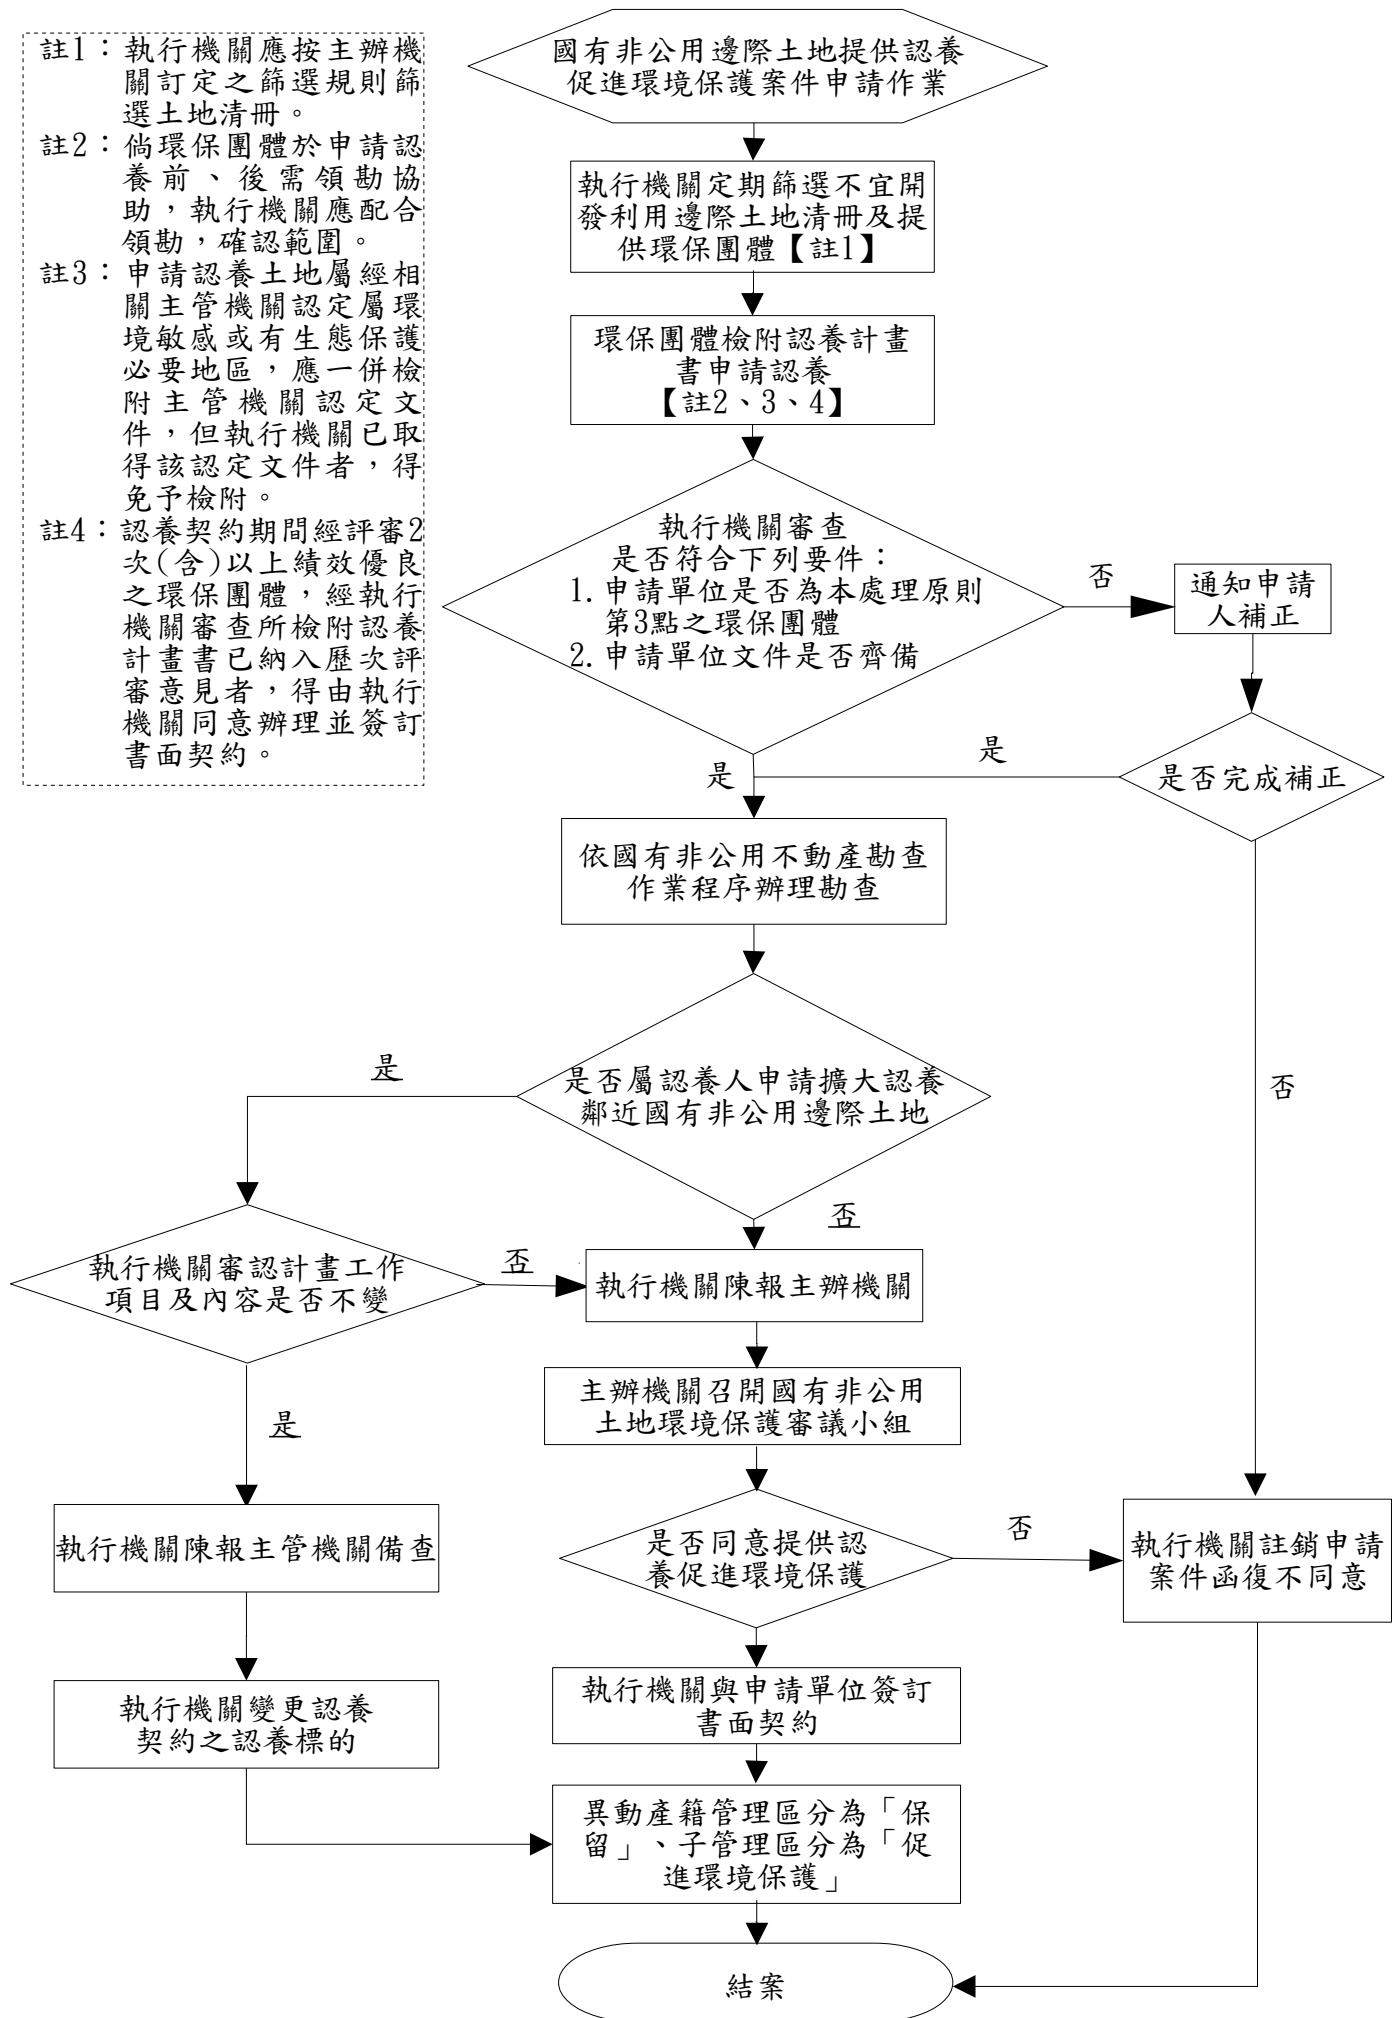 註1：執行機關應按主辦機
關訂定之篩選規則篩
選土地清冊。
註2：倘環保團體於申請認
養前、後需領勘協
助，執行機關應配合
領勘，確認範圍。
註3：申請認養土地屬經相
關主管機關認定屬環
境敏感或有生態保護
必要地區，應一併檢
附主管機關認定文
件，但執行機關已取
得該認定文件者，得
免予檢附。
註4：認養契約期間經評審2
次(含)以上績效優良
之環保團體，經執行
機關審查所檢附認養
計畫書已納入歷次評
審意見者，得由執行
機關同意辦理並簽訂
書面契約。
國有非公用邊際土地提供認養
促進環境保護案件申請作業
執行機關定期篩選不宜開
發利用邊際土地清冊及提
供環保團體【註1】
環保團體檢附認養計畫
書申請認養
【註2、3、4】
執行機關審查
是否符合下列要件：
1.申請單位是否為本處理原則
第3點之環保團體
2.申請單位文件是否齊備
否
通知申請
人補正
是
是
是否完成補正
依國有非公用不動產勘查
作業程序辦理勘查
是
是否屬認養人申請擴大認養
鄰近國有非公用邊際土地
否
否
執行機關審認計畫工作
項目及內容是否不變
否
執行機關陳報主辦機關
主辦機關召開國有非公用
土地環境保護審議小組
是
執行機關陳報主管機關備查
是否同意提供認
養促進環境保護
否
執行機關註銷申請
案件函復不同意
執行機關變更認養
契約之認養標的
執行機關與申請單位簽訂
書面契約
異動產籍管理區分為「保
留」、子管理區分為「促
進環境保護」
結案